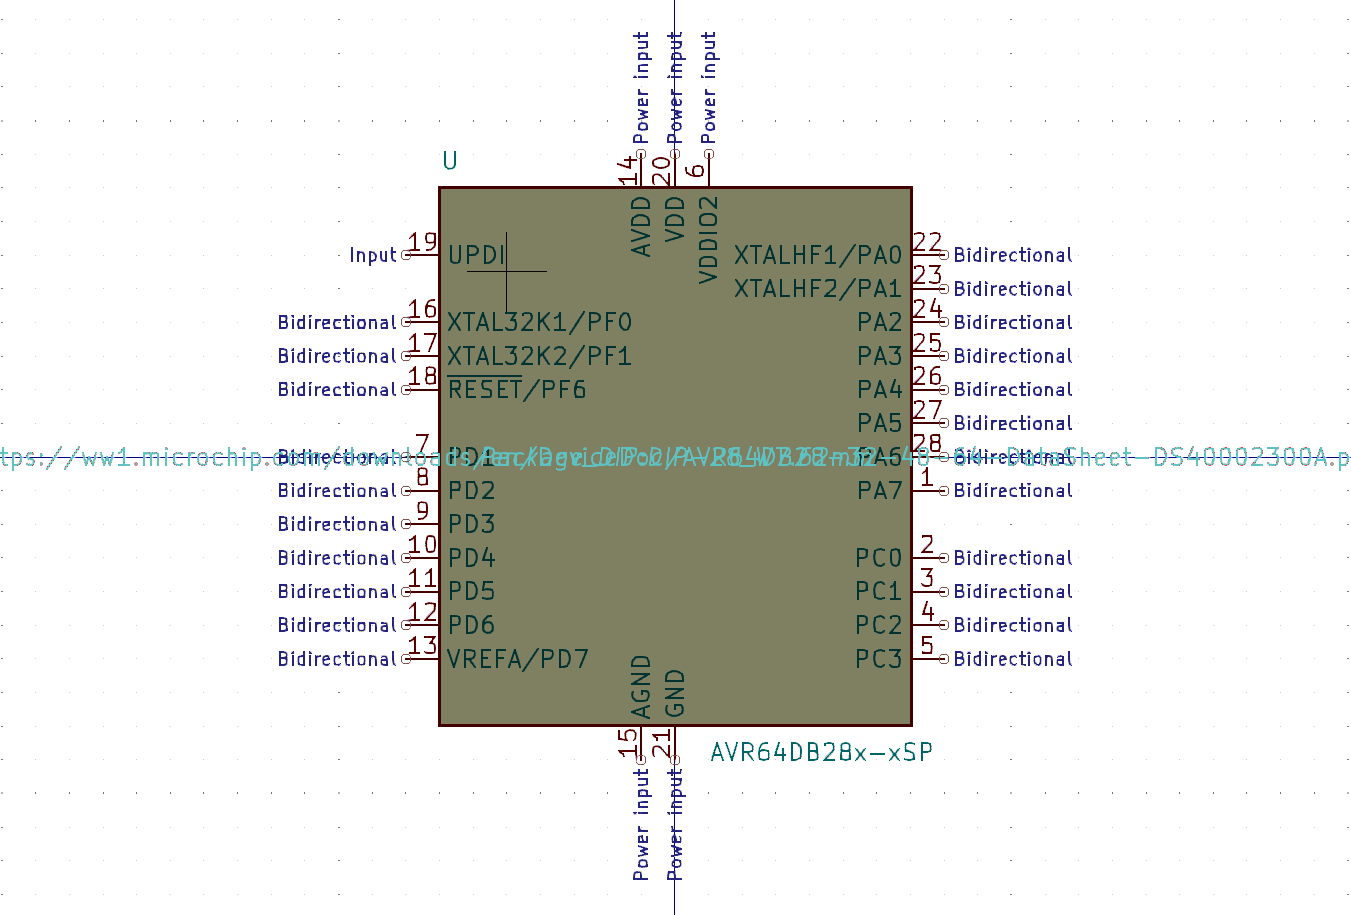 Power input
Power input
Power input
U
14
20
6
AVDD
VDD
VDDIO2
Input
19
UPDI
XTALHF1/PA0
22
Bidirectional
XTALHF2/PA1
23
Bidirectional
Bidirectional
16
XTAL32K1/PF0
PA2
24
Bidirectional
Bidirectional
17
XTAL32K2/PF1
PA3
25
Bidirectional
Bidirectional
18
RESET/PF6
PA4
26
Bidirectional
PA5
27
Bidirectional
Bidirectional
7
PD1
PA6
28
Bidirectional
ttps://ww1.microchip.com/downloads/en/DeviceDoc/AVR64DB28-32-48-64-DataSheet-DS40002300A.p
Bidirectional
8
PD2
PA7
1
Bidirectional
Bidirectional
9
PD3
Bidirectional
10
PD4
PC0
2
Bidirectional
Bidirectional
11
PD5
PC1
3
Bidirectional
Bidirectional
12
PD6
PC2
4
Bidirectional
Bidirectional
13
VREFA/PD7
PC3
5
Bidirectional
AGND
GND
15
21
AVR64DB28x-xSP
Power input
Power input